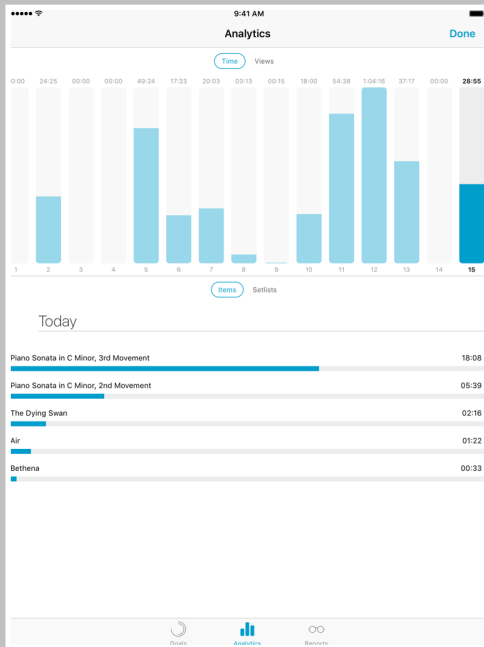 9:41 AM
Analytics Done
Time Views
0:00 24:25 00:00 00:00 49:24 17:33 20:03 03:13 00:15 18:00 54:38 1:04:16 37:17 00:00 28:55
1 2 3 4 5 6 7 8 9 10 11 12 13 14 15
Items Setlists
Today
Piano Sonata in C Minor, 3rd Movement 18:08
Piano Sonata in C Minor, 2nd Movement 05:39
The Dying Swan 02:16
Air 01:22
Bethena 00:33
Goals Analytics Reports